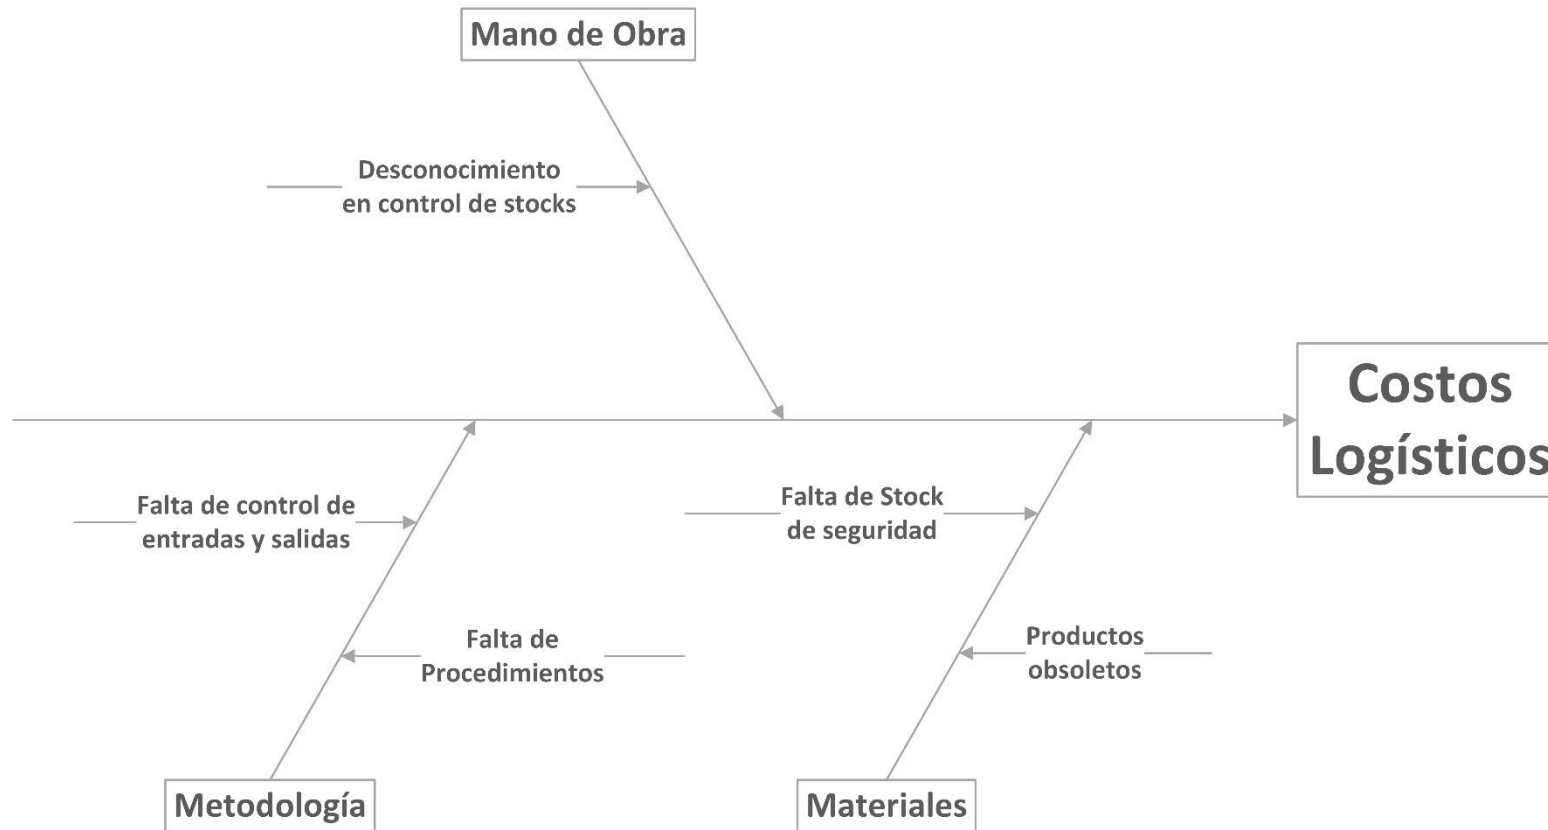 Mano de Obra
Desconocimiento
en control de stocks
Costos
Logísticos
Falta de control de
entradas y salidas
Falta de Stock
de seguridad
Falta de
Procedimientos
Productos
obsoletos
Metodología
Materiales